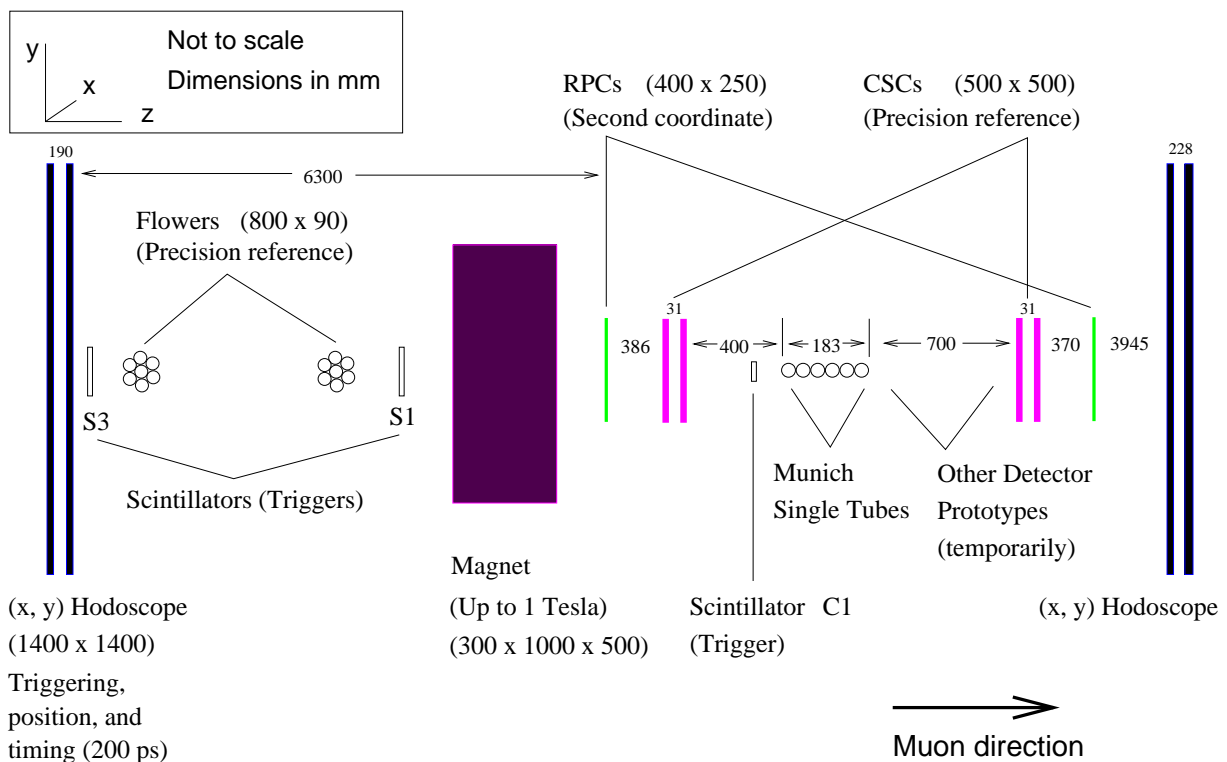 Not to scale
Dimensions in mm
y
x
z
RPCs (400 x 250)
(Second coordinate)
CSCs (500 x 500)
(Precision reference)
190
6300
228
Flowers (800 x 90)
(Precision reference)
31
31
386
400
183
700
370
3945
S3
S1
Scintillators (Triggers)
Munich
Single Tubes
Other Detector
Prototypes
(temporarily)
Magnet
(Up to 1 Tesla)
(300 x 1000 x 500)
Scintillator C1
(Trigger)
(x, y) Hodoscope
(x, y) Hodoscope
(1400 x 1400)
Triggering,
position, and
timing (200 ps)
Muon direction